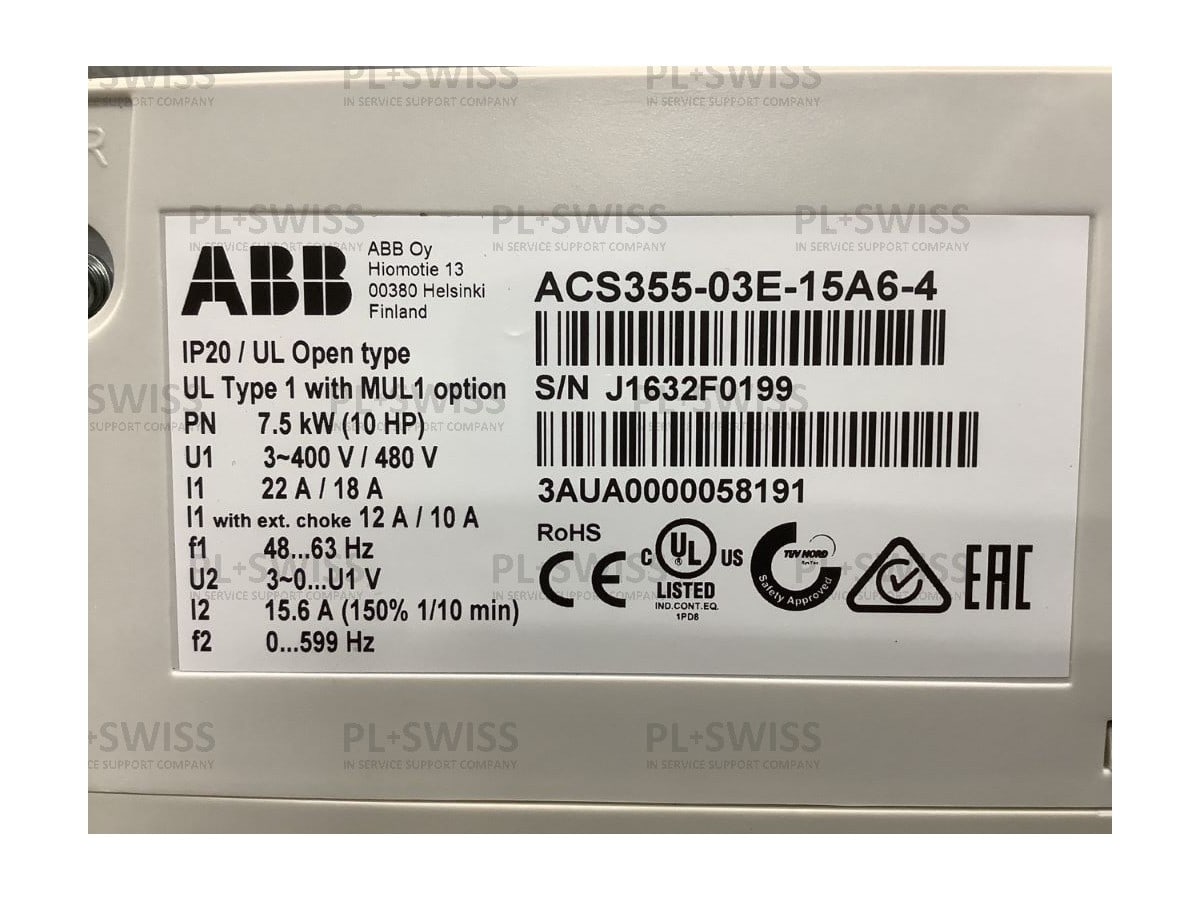 ABB
ABB Oy
Hiomotie 13
00380 Helsinki
Finland
IP20 / UL Open type
UL Type 1 with MUL1 option
PN 7.5 kW (10 HP)
U1 3~400 V / 480 V
I1 22 A / 18 A
I1 with ext. choke 12 A / 10 A
f1 48...63 Hz
U2 3~0...U1 V
I2 15.6 A (150% 1/10 min)
f2 0...599 Hz
ACS355-03E-15A6-4
S/N J1632F0199
3AUA0000058191
RoHS
CE
C UL US
®
LISTED
IND.CONT.EQ.
1PD8
TUV NORD
Safety Approved
EAC
R
PL+SWISS
IN SERVICE SUPPORT COMPANY